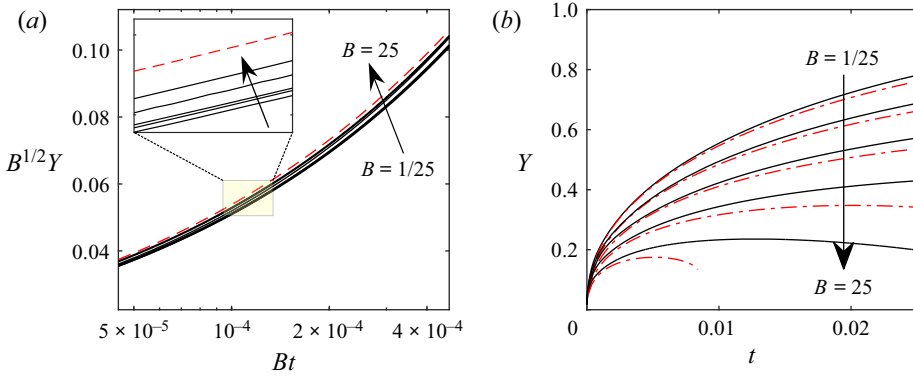 (a)
0.10
0.08
0.06
0.04
B^{1/2}Y
B = 25
B = 1/25
5 × 10⁻⁵
10⁻⁴
2 × 10⁻⁴
4 × 10⁻⁴
Bt
(b)
1.0
0.8
0.6
0.4
0.2
Y
B = 1/25
B = 25
0
0.01
0.02
t